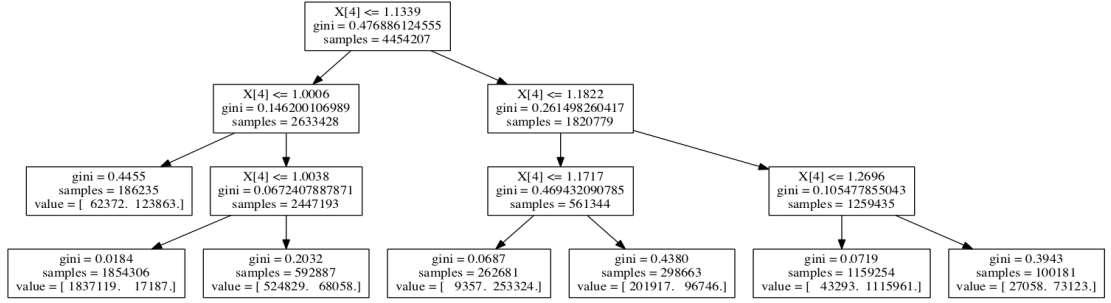 X[4] <= 1.1339
gini = 0.476886124555
samples = 4454207
X[4] <= 1.0006
gini = 0.146200106989
samples = 2633428
X[4] <= 1.1822
gini = 0.261498260417
samples = 1820779
gini = 0.4455
samples = 186235
value = [ 62372. 123863.]
X[4] <= 1.0038
gini = 0.0672407887871
samples = 2447193
X[4] <= 1.1717
gini = 0.469432090785
samples = 561344
X[4] <= 1.2696
gini = 0.105477855043
samples = 1259435
gini = 0.0184
samples = 1854306
value = [ 1837119. 17187.]
gini = 0.2032
samples = 592887
value = [ 524829. 68058.]
gini = 0.0687
samples = 262681
value = [ 9357. 253324.]
gini = 0.4380
samples = 298663
value = [ 201917. 96746.]
gini = 0.0719
samples = 1159254
value = [ 43293. 1115961.]
gini = 0.3943
samples = 100181
value = [ 27058. 73123.]